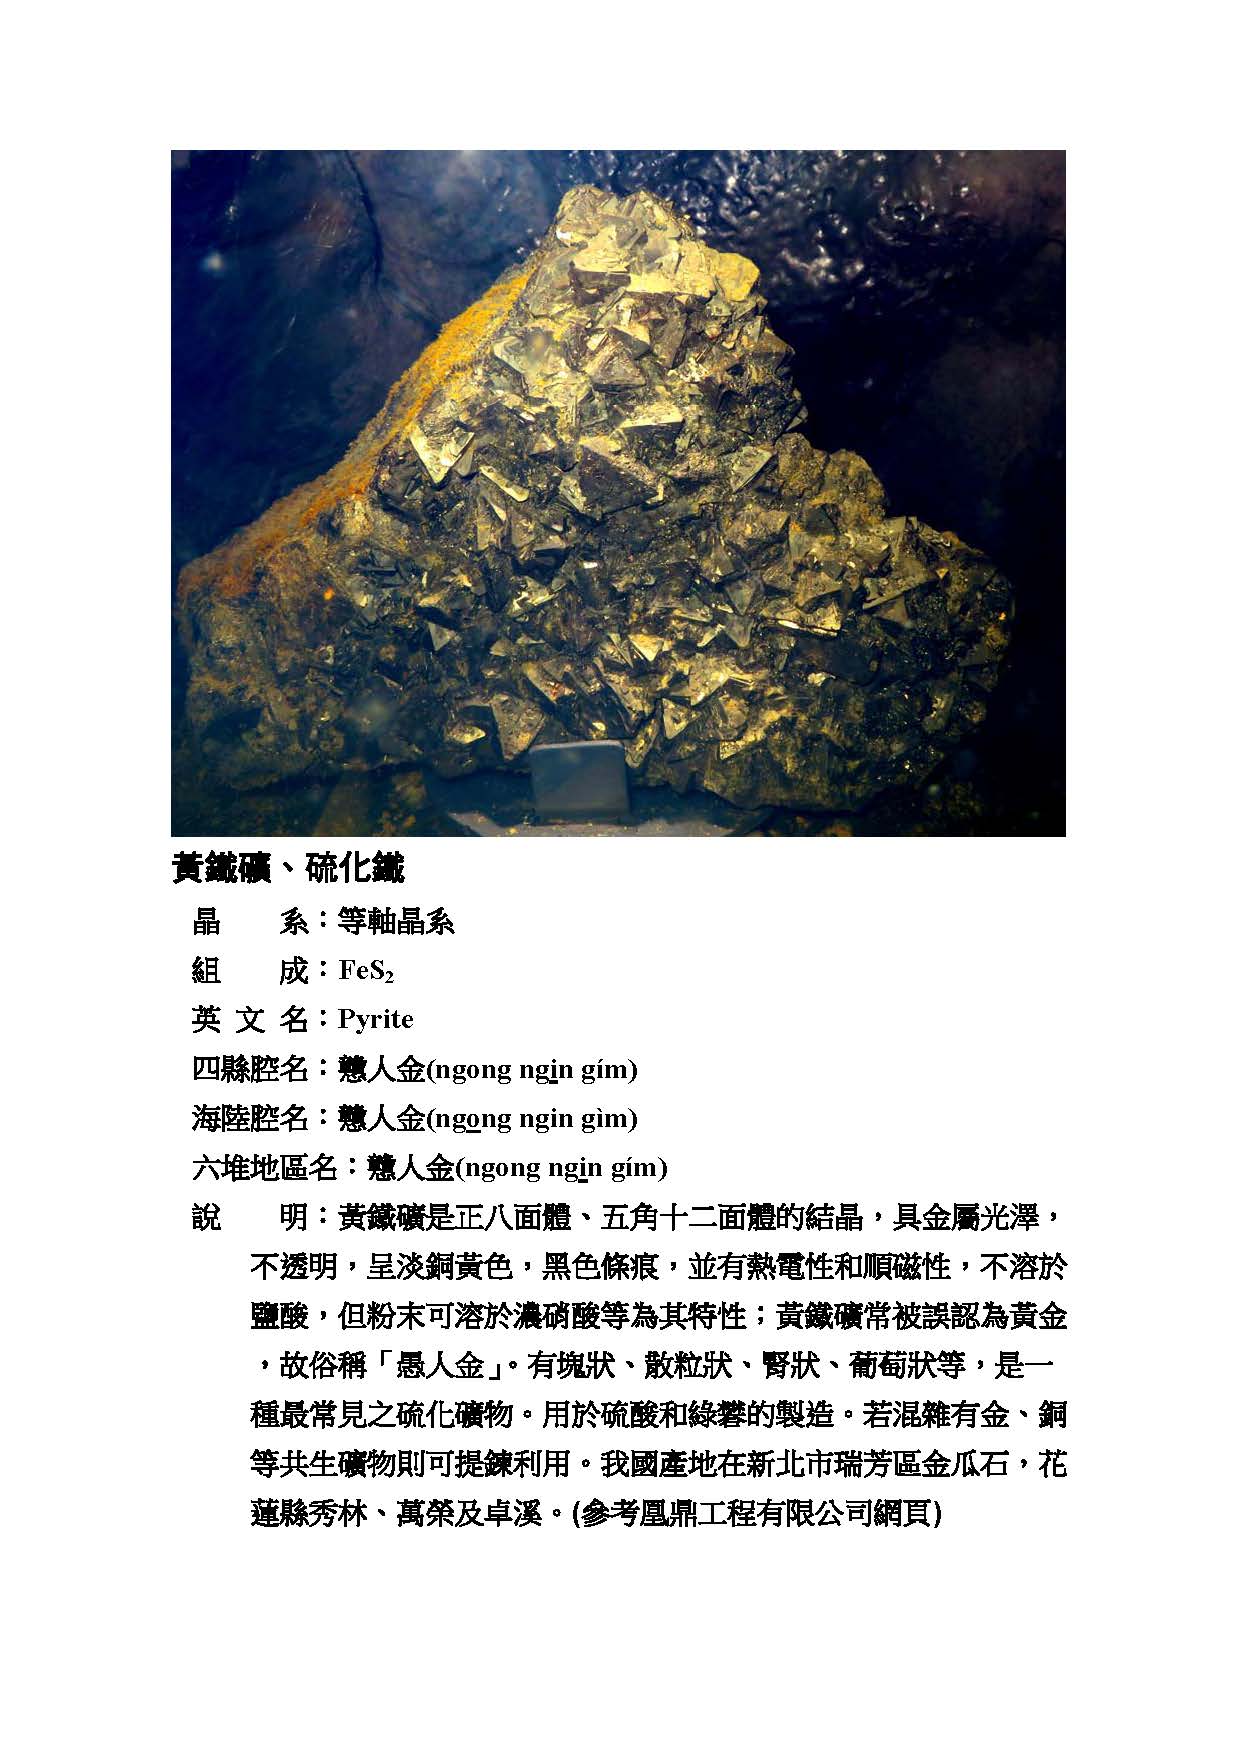 黃鐵礦、硫化鐵
晶　　系：等軸晶系
組　　成：FeS₂
英 文 名：Pyrite
四縣腔名：戇人金(ngong ngin gím)
海陸腔名：戇人金(ngong ngin gìm)
六堆地區名：戇人金(ngong ngin gím)
說　　明：黃鐵礦是正八面體、五角十二面體的結晶，具金屬光澤，
不透明，呈淡銅黃色，黑色條痕，並有熱電性和順磁性，不溶於
鹽酸，但粉末可溶於濃硝酸等為其特性；黃鐵礦常被誤認為黃金
，故俗稱「愚人金」。有塊狀、散粒狀、腎狀、葡萄狀等，是一
種最常見之硫化礦物。用於硫酸和綠礬的製造。若混雜有金、銅
等共生礦物則可提鍊利用。我國產地在新北市瑞芳區金瓜石，花
蓮縣秀林、萬榮及卓溪。(參考凰鼎工程有限公司網頁)